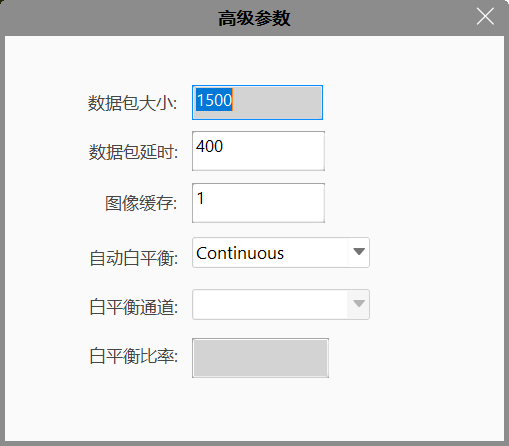 高级参数
数据包大小: 1500
数据包延时: 400
图像缓存: 1
自动白平衡: Continuous
白平衡通道:
白平衡比率: